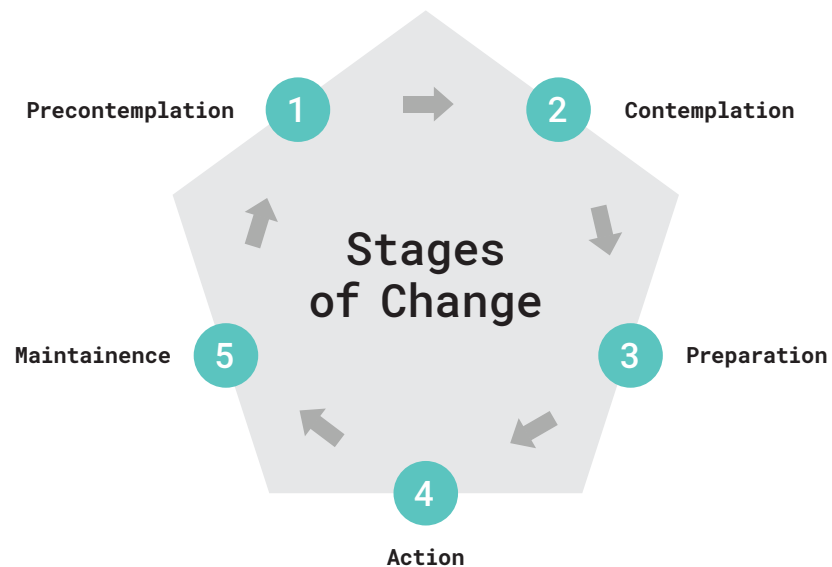 Precontemplation
1
2
Contemplation
Stages
of Change
Maintainence
5
3
Preparation
4
Action